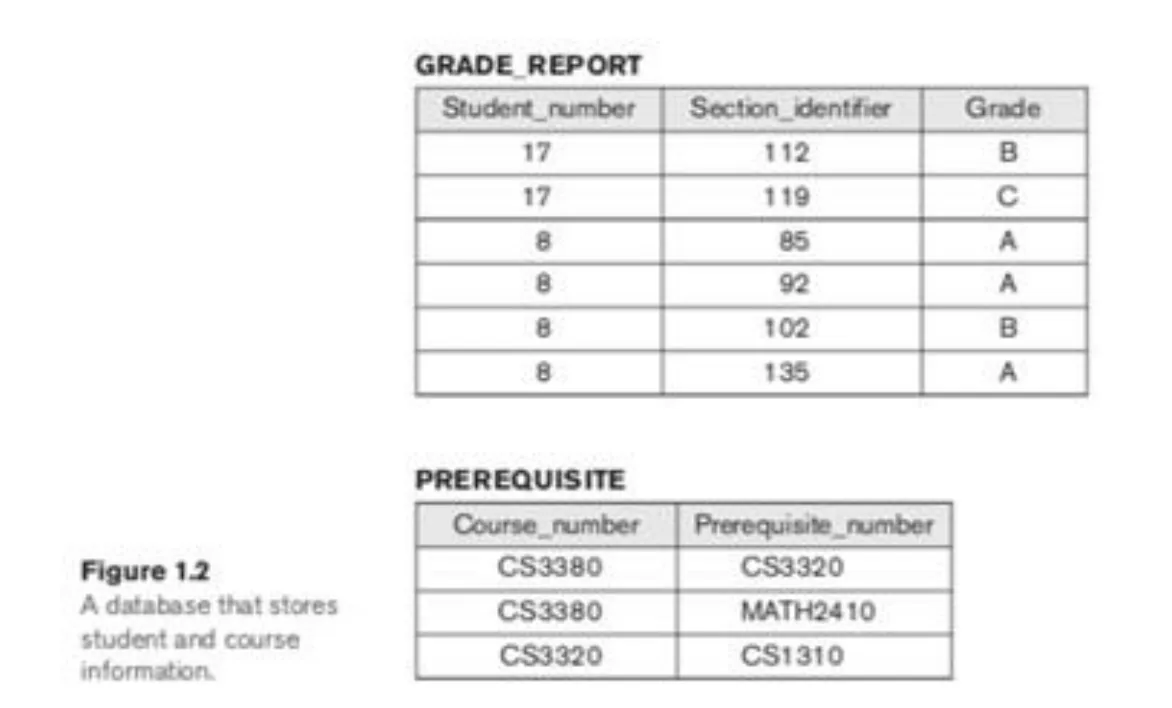 GRADE_REPORT
Student_number Section_identifier Grade
17 112 B
17 119 C
8 85 A
8 92 A
8 102 B
8 135 A
PREREQUISITE
Course_number Prerequisite_number
CS3380 CS3320
CS3380 MATH2410
CS3320 CS1310
Figure 1.2
A database that stores
student and course
information.